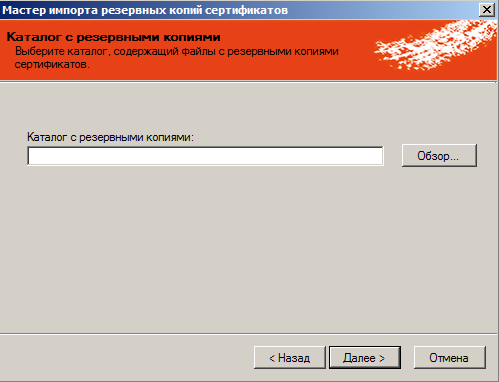 Мастер импорта резервных копий сертификатов
Каталог с резервными копиями
Выберите каталог, содержащий файлы с резервными копиями
сертификатов.
Каталог с резервными копиями:
Обзор...
< Назад
Далее >
Отмена